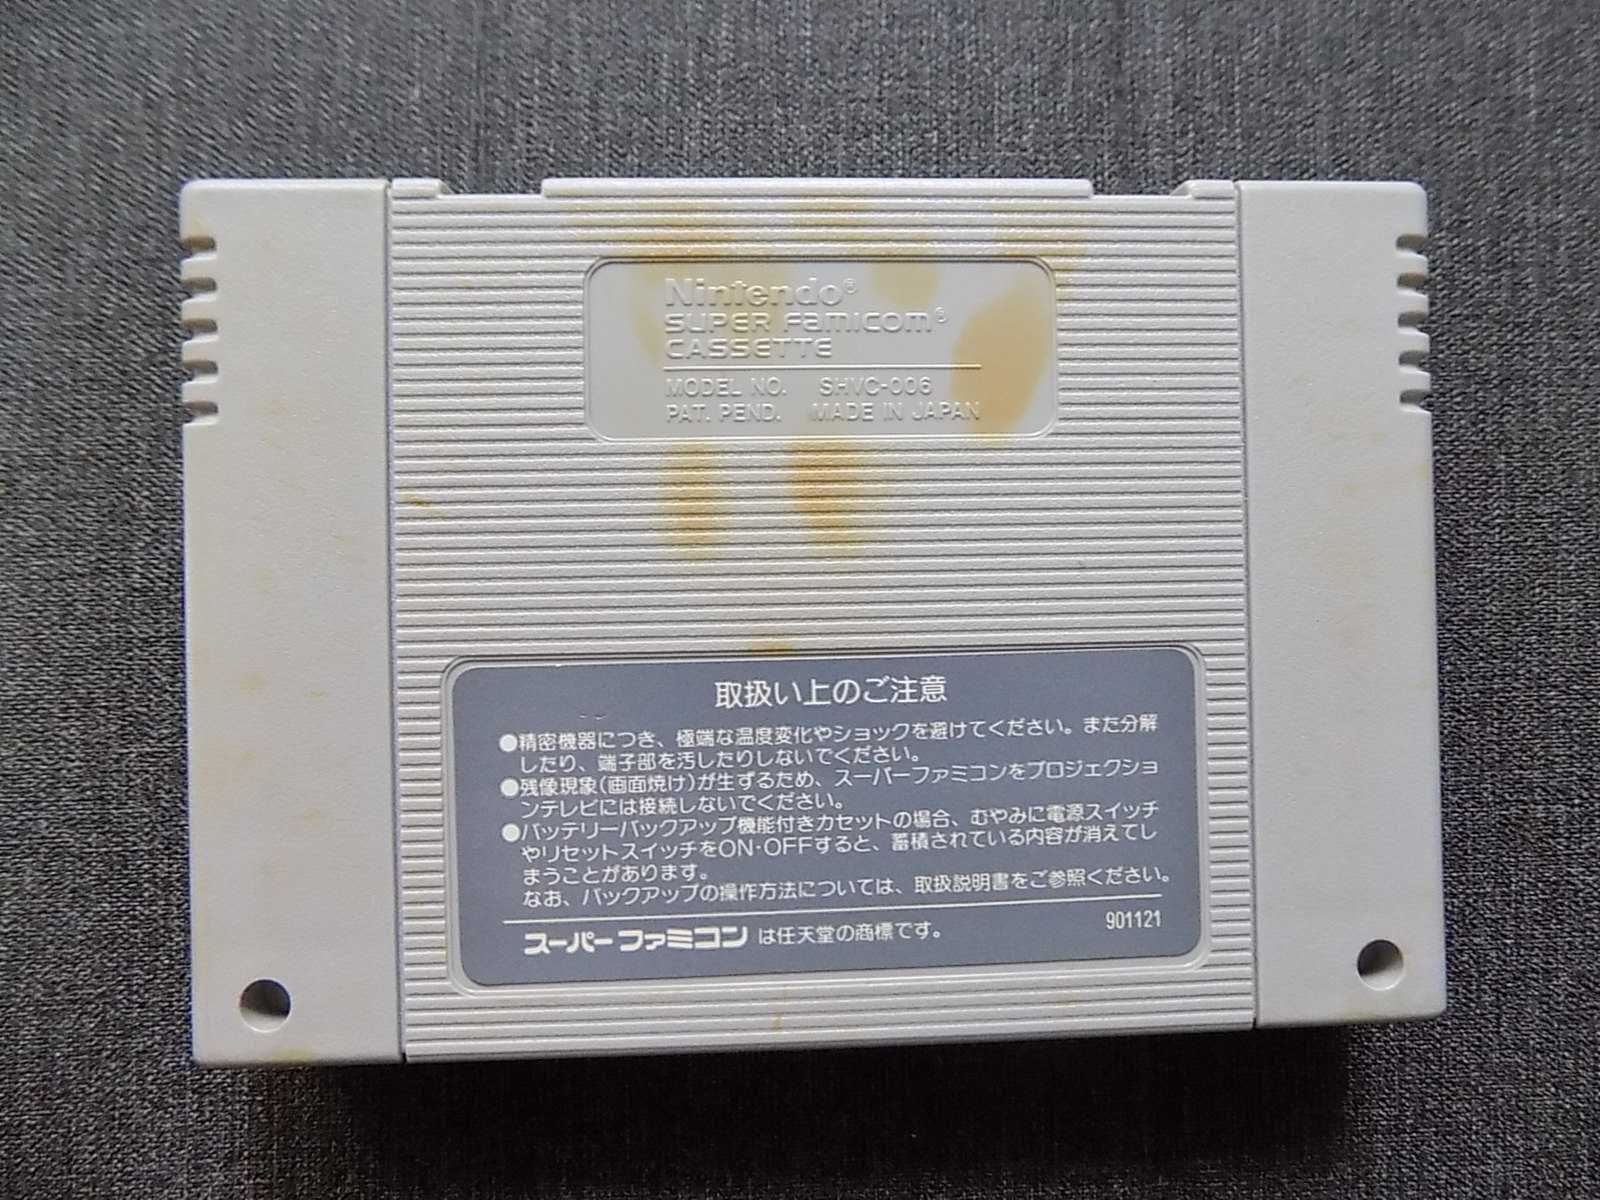 Nintendo®
SUPER FAMICOM®
CASSETTE
MODEL NO. SHVC-006
PAT. PEND. MADE IN JAPAN
取扱い上のご注意
●精密機器につき、極端な温度変化やショックを避けてください。また分解
したり、端子部を汚したりしないでください。
●残像現象(画面焼け)が生ずるため、スーパーファミコンをプロジェクショ
ンテレビには接続しないでください。
●バッテリーバックアップ機能付きカセットの場合、むやみに電源スイッチ
やリセットスイッチをON・OFFすると、蓄積されている内容が消えてし
まうことがあります。
なお、バックアップの操作方法については、取扱説明書をご参照ください。
スーパーファミコンは任天堂の商標です。
901121